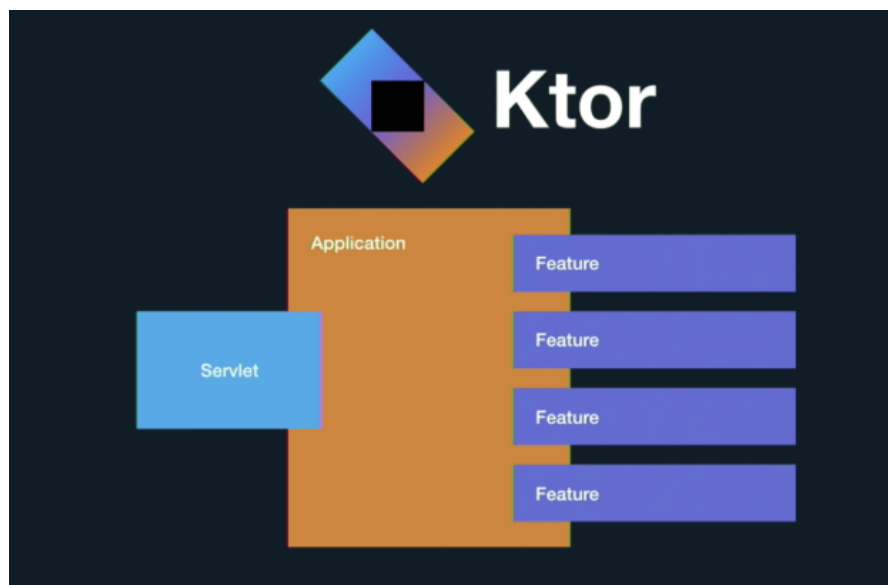 Ktor
Application
Feature
Feature
Servlet
Feature
Feature